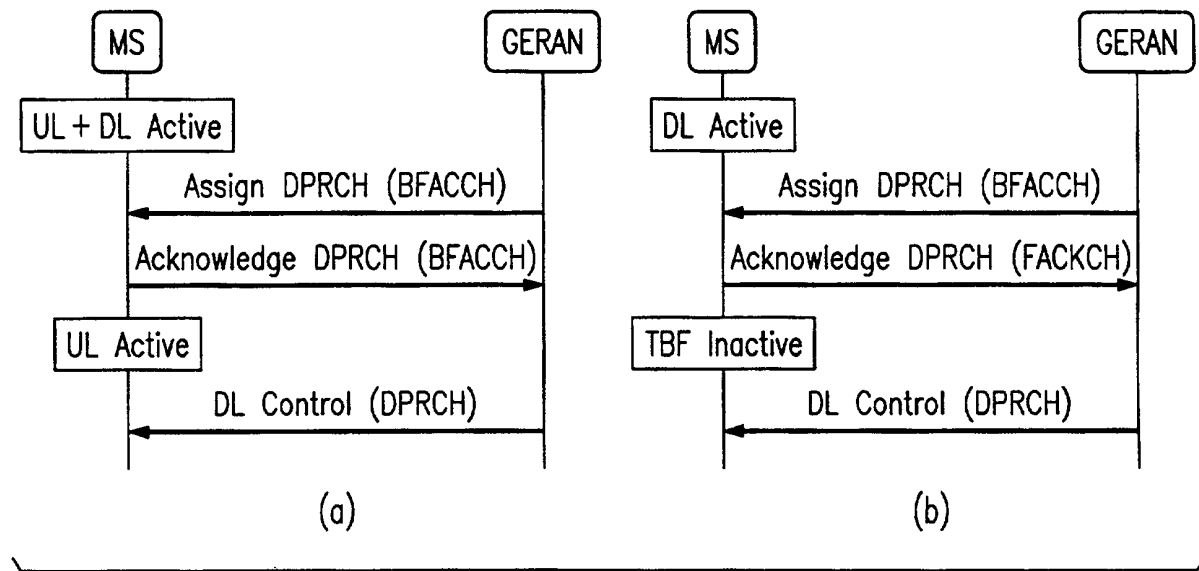 MS
GERAN
UL + DL Active
Assign DPRCH (BFACCH)
Acknowledge DPRCH (BFACCH)
UL Active
DL Control (DPRCH)
(a)
MS
GERAN
DL Active
Assign DPRCH (BFACCH)
Acknowledge DPRCH (FACKCH)
TBF Inactive
DL Control (DPRCH)
(b)